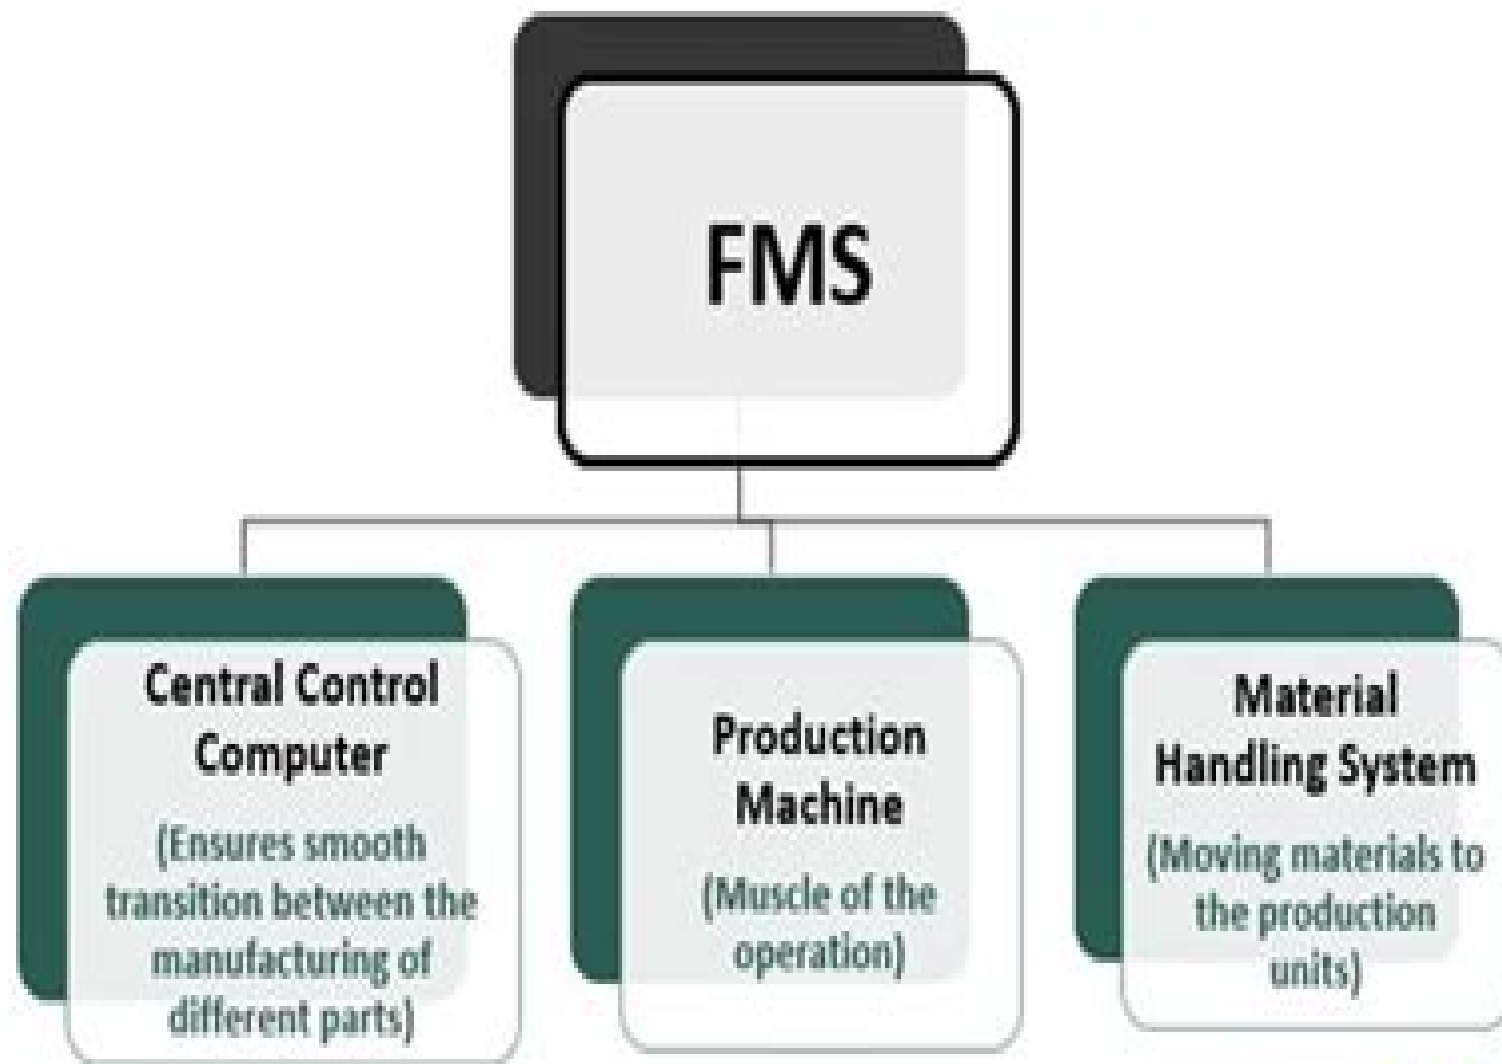 FMS
Central Control
Computer
(Ensures smooth
transition between the
manufacturing of
different parts)
Production
Machine
(Muscle of the
operation)
Material
Handling System
(Moving materials to
the production
units)